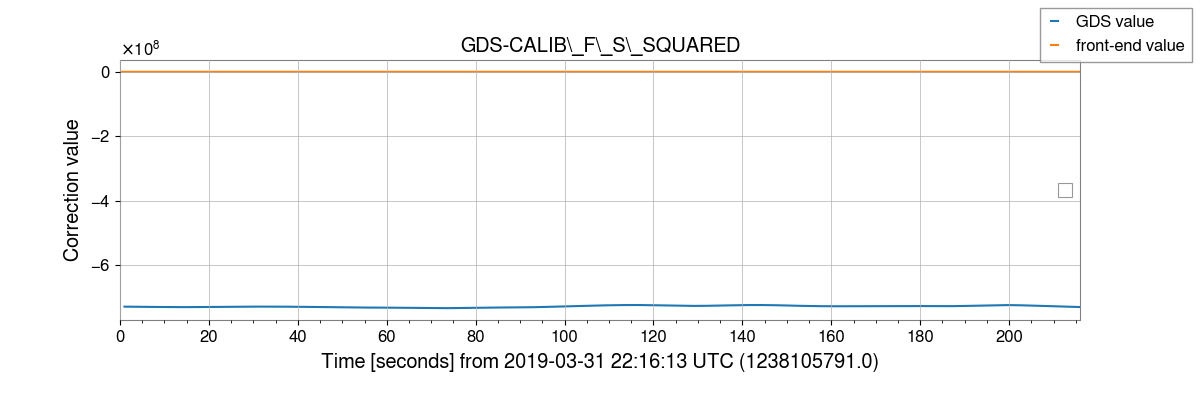 GDS value
front-end value
×10⁸
GDS-CALIB\_F\_S\_SQUARED
0
−2
−4
−6
Correction value
0 20 40 60 80 100 120 140 160 180 200
Time [seconds] from 2019-03-31 22:16:13 UTC (1238105791.0)